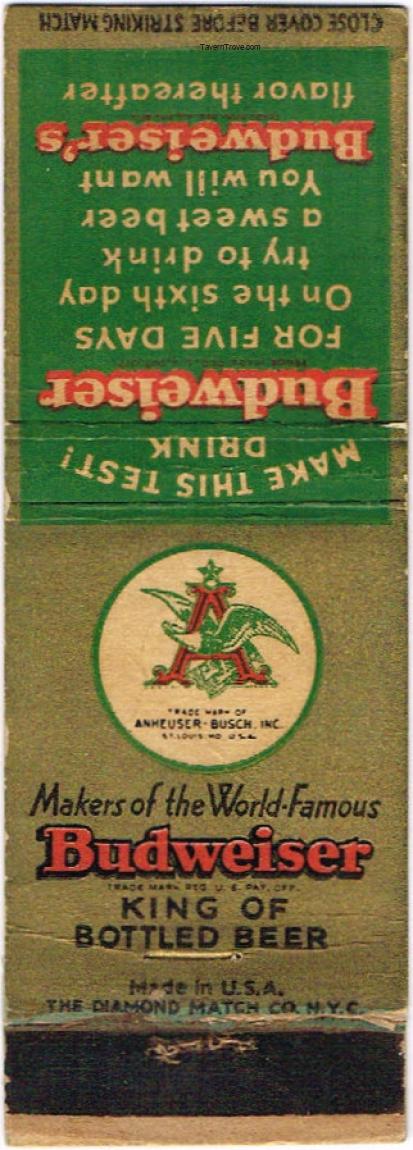 CLOSE COVER BEFORE STRIKING MATCH
TavernTrove.com
MAKE THIS TEST!
DRINK
Budweiser
FOR FIVE DAYS
On the sixth day
try to drink
a sweet beer
You will want
Budweiser's
flavor thereafter
A
TRADE MARK OF
ANHEUSER-BUSCH, INC.
ST. LOUIS MO. U.S.A.
Makers of the World-Famous
Budweiser
TRADE MARK REG. U. S. PAT. OFF.
KING OF
BOTTLED BEER
Made in U.S.A.
THE DIAMOND MATCH CO. N.Y.C.